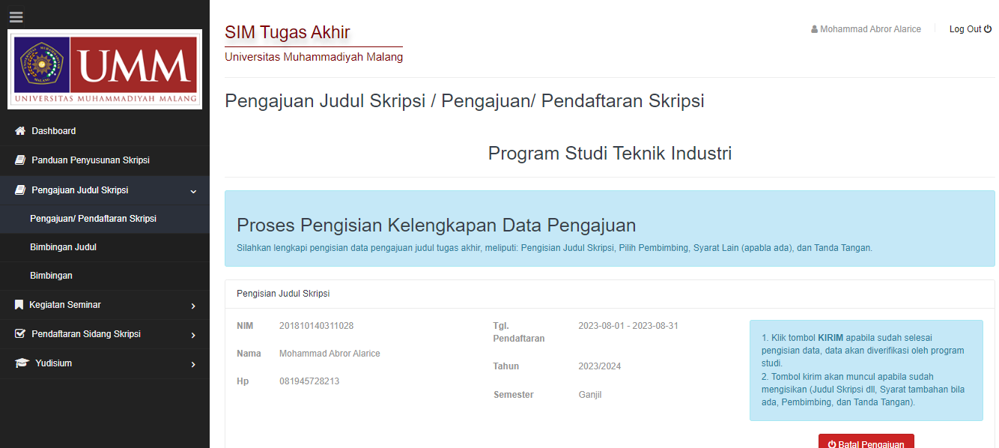 UMM
UNIVERSITAS MUHAMMADIYAH MALANG
Dashboard
Panduan Penyusunan Skripsi
Pengajuan Judul Skripsi
Pengajuan/ Pendaftaran Skripsi
Bimbingan Judul
Bimbingan
Kegiatan Seminar
Pendaftaran Sidang Skripsi
Yudisium
SIM Tugas Akhir
Universitas Muhammadiyah Malang
Mohammad Abror Alarice
Log Out
Pengajuan Judul Skripsi / Pengajuan/ Pendaftaran Skripsi
Program Studi Teknik Industri
Proses Pengisian Kelengkapan Data Pengajuan
Silahkan lengkapi pengisian data pengajuan judul tugas akhir, meliputi: Pengisian Judul Skripsi, Pilih Pembimbing, Syarat Lain (apabla ada), dan Tanda Tangan.
Pengisian Judul Skripsi
NIM 201810140311028
Nama Mohammad Abror Alarice
Hp 081945728213
Tgl. Pendaftaran 2023-08-01 - 2023-08-31
Tahun 2023/2024
Semester Ganjil
1. Klik tombol KIRIM apabila sudah selesai
pengisian data, data akan diverifikasi oleh program
studi.
2. Tombol kirim akan muncul apabila sudah
mengisikan (Judul Skripsi dll, Syarat tambahan bila
ada, Pembimbing, dan Tanda Tangan).
Batal Pengajuan